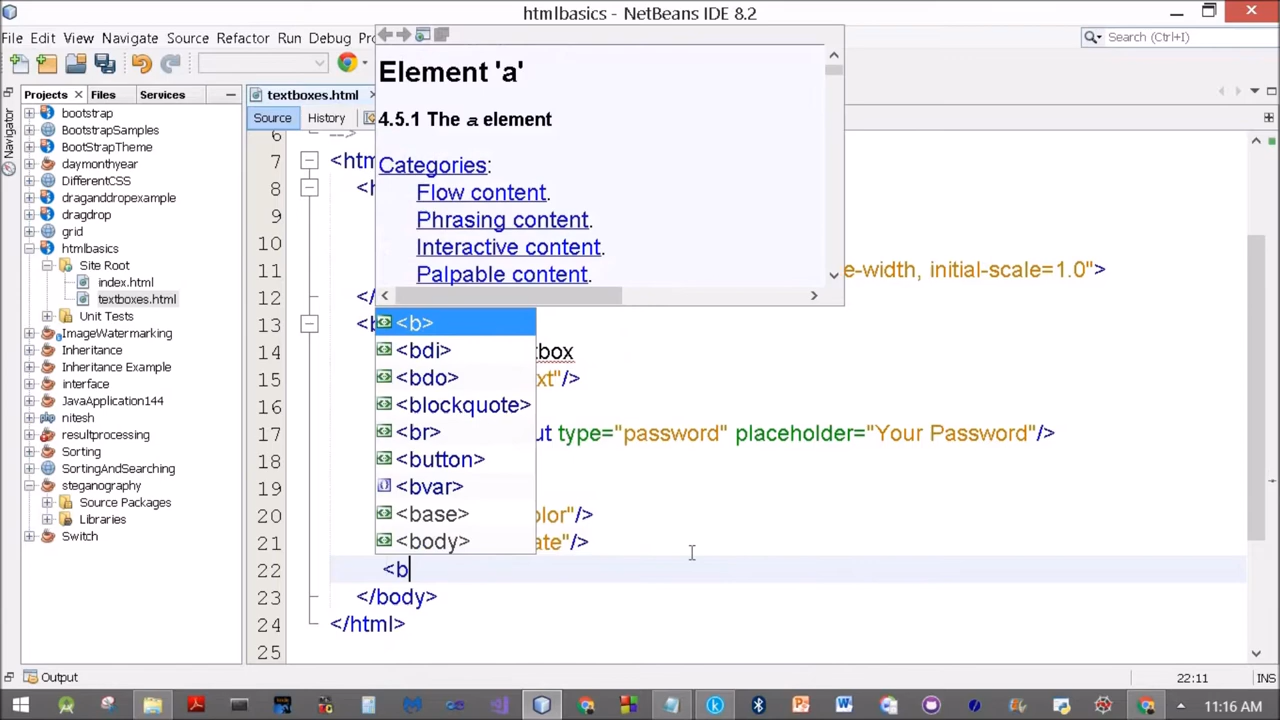 htmlbasics - NetBeans IDE 8.2
File Edit View Navigate Source Refactor Run Debug
Search (Ctrl+I)
Projects Files Services
textboxes.html
Source History
Navigator
bootstrap
BootstrapSamples
BootStrapTheme
daymonthyear
DifferentCSS
draganddropexample
dragdrop
grid
htmlbasics
Site Root
index.html
textboxes.html
Unit Tests
ImageWatermarking
Inheritance
Inheritance Example
interface
JavaApplication144
nitesh
resultprocessing
Sorting
SortingAndSearching
steganography
Source Packages
Libraries
Switch
Element 'a'
4.5.1 The a element
Categories:
Flow content.
Phrasing content.
Interactive content.
Palpable content.
6 -->
7
8
9
10
11 e-width, initial-scale=1.0">
12
13
14 tbox
15 xt"/>
16
17 ut type="password" placeholder="Your Password"/>
18
19
20 olor"/>
21 ate"/>
22 <b
23 </body>
24 </html>
25
<b>
<bdi>
<bdo>
<blockquote>
<br>
<button>
<bvar>
<base>
<body>
Output
22:11
11:16 AM